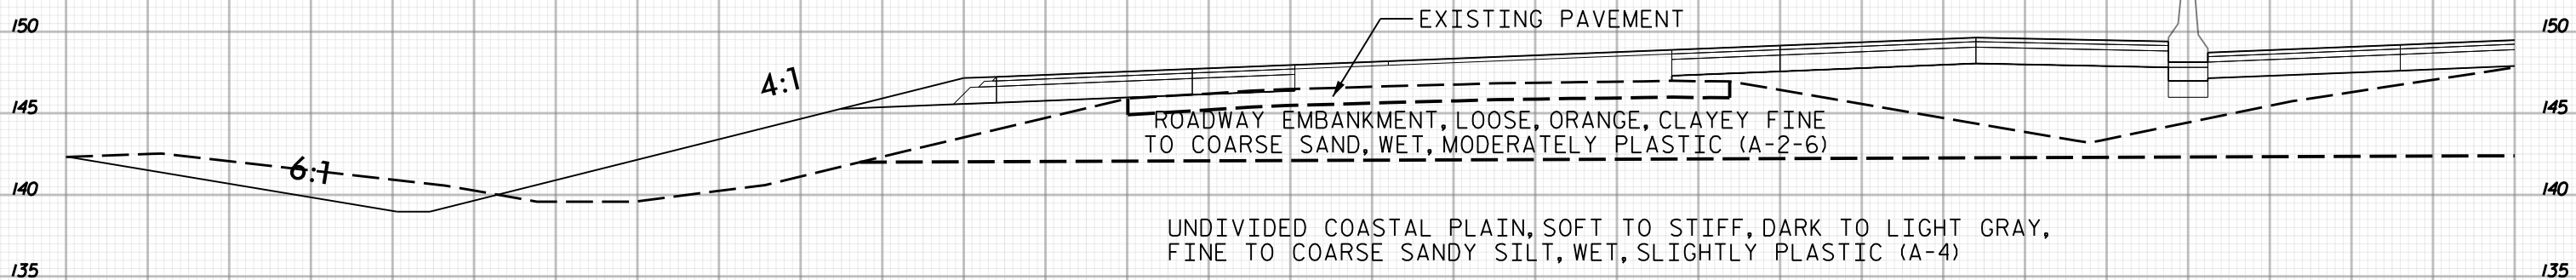 150
EXISTING PAVEMENT
150
4:1
145
ROADWAY EMBANKMENT, LOOSE, ORANGE, CLAYEY FINE
TO COARSE SAND, WET, MODERATELY PLASTIC (A-2-6)
145
6:1
140
140
UNDIVIDED COASTAL PLAIN, SOFT TO STIFF, DARK TO LIGHT GRAY,
FINE TO COARSE SANDY SILT, WET, SLIGHTLY PLASTIC (A-4)
135
135